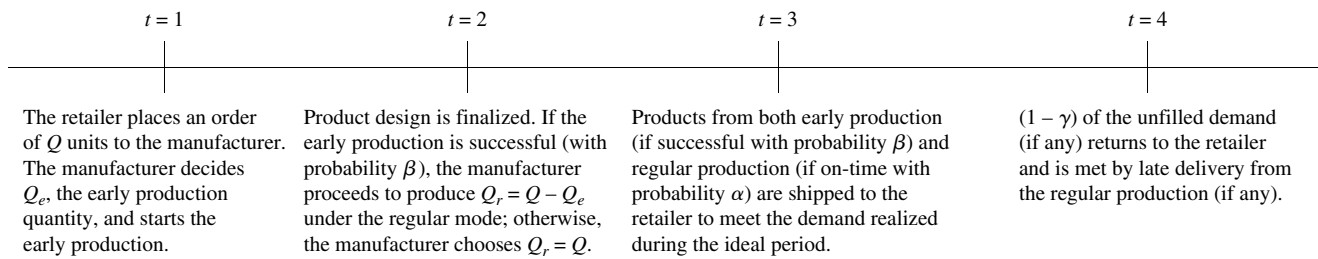 t = 1
t = 2
t = 3
t = 4
The retailer places an order
of Q units to the manufacturer.
The manufacturer decides
Qe, the early production
quantity, and starts the
early production.
Product design is finalized. If the
early production is successful (with
probability β), the manufacturer
proceeds to produce Qr = Q – Qe
under the regular mode; otherwise,
the manufacturer chooses Qr = Q.
Products from both early production
(if successful with probability β) and
regular production (if on-time with
probability α) are shipped to the
retailer to meet the demand realized
during the ideal period.
(1 – γ) of the unfilled demand
(if any) returns to the retailer
and is met by late delivery from
the regular production (if any).